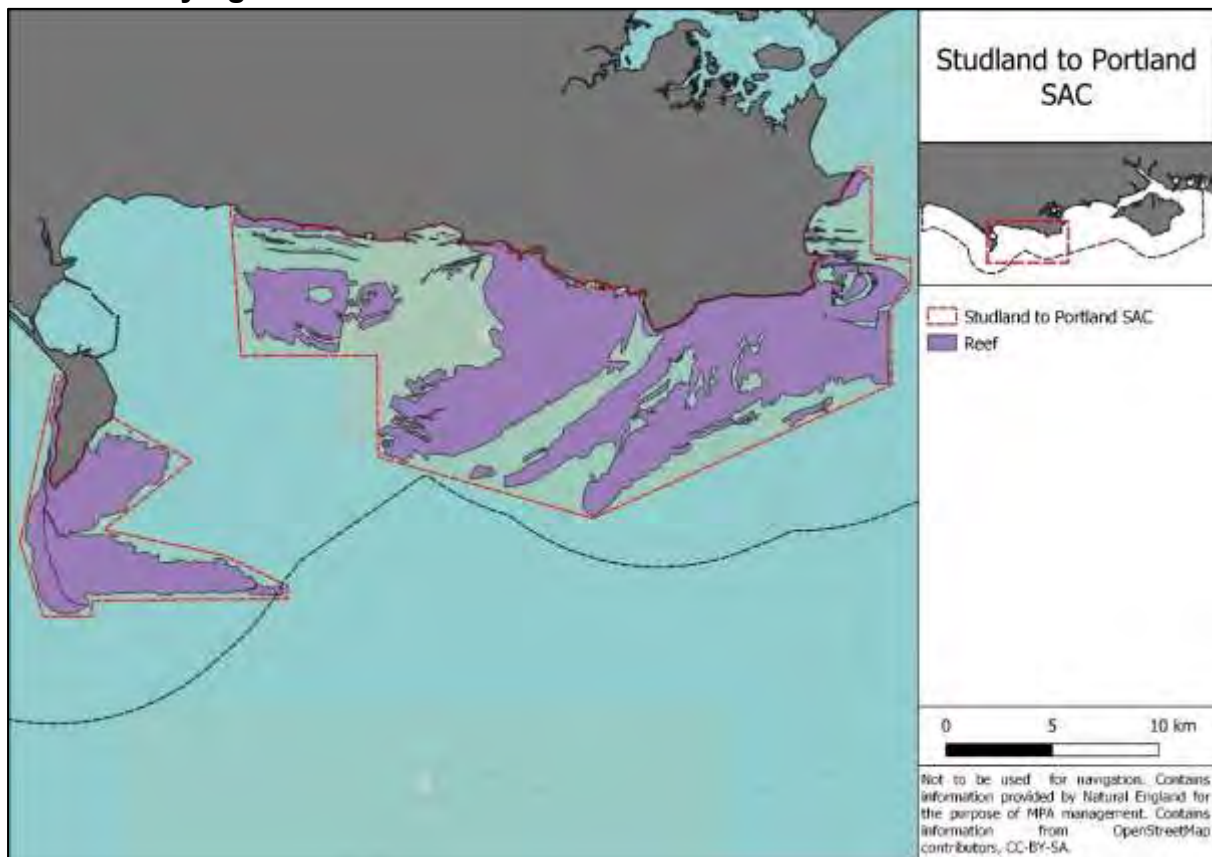 Studland to Portland
SAC
Studland to Portland SAC
Reef
0 5 10 km
Not to be used for navigation. Contains
information provided by Natural England for
the purpose of MPA management. Contains
information from OpenStreetMap
contributors, CC-BY-SA.